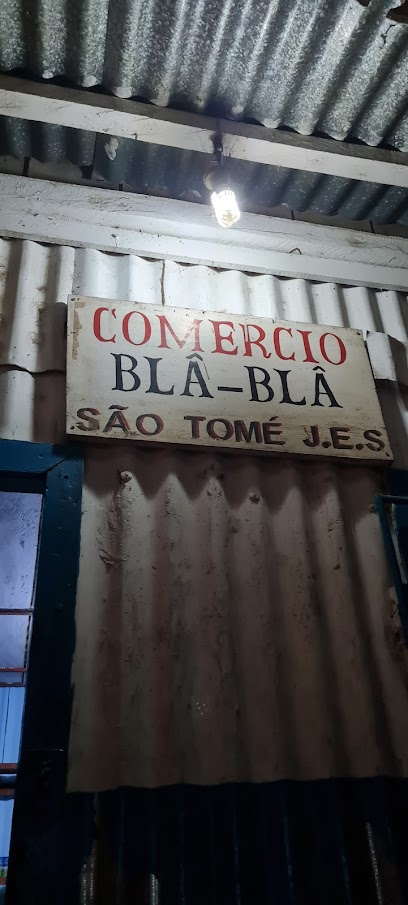 COMERCIO
BLÂ-BLÂ
SÃO TOMÉ J.E.S